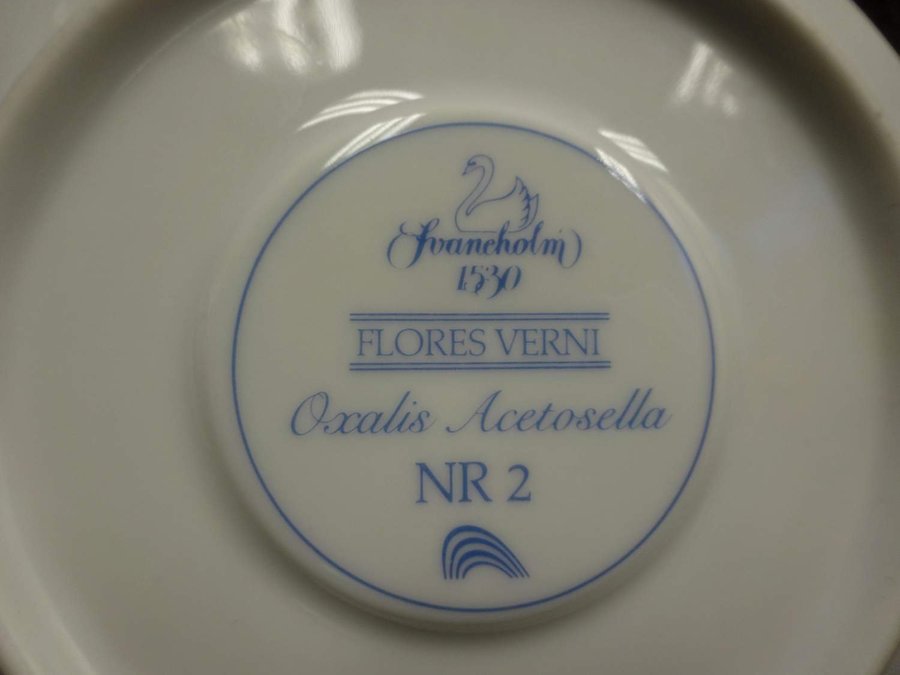 Svaneholm
1530
FLORES VERNI
Oxalis Acetosella
NR 2